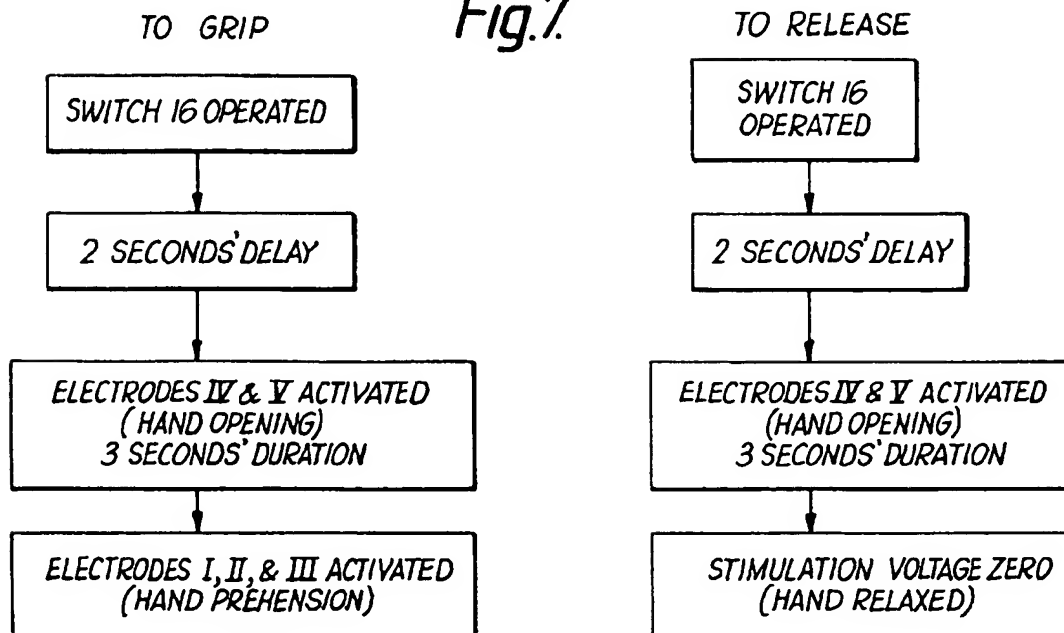 Fig.7.
TO GRIP
SWITCH 16 OPERATED
2 SECONDS' DELAY
ELECTRODES IV & V ACTIVATED
(HAND OPENING)
3 SECONDS' DURATION
ELECTRODES I, II, & III ACTIVATED
(HAND PREHENSION)
TO RELEASE
SWITCH 16
OPERATED
2 SECONDS' DELAY
ELECTRODES IV & V ACTIVATED
(HAND OPENING)
3 SECONDS' DURATION
STIMULATION VOLTAGE ZERO
(HAND RELAXED)